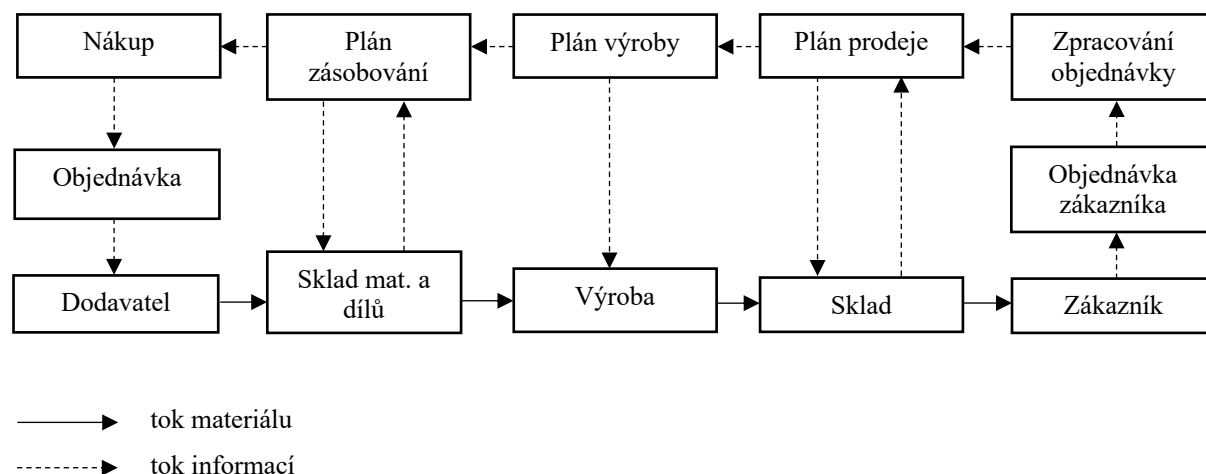 Nákup
Plán
zásobování
Plán výroby
Plán prodeje
Zpracování
objednávky
Objednávka
Objednávka
zákazníka
Dodavatel
Sklad mat. a
dílů
Výroba
Sklad
Zákazník
tok materiálu
tok informací